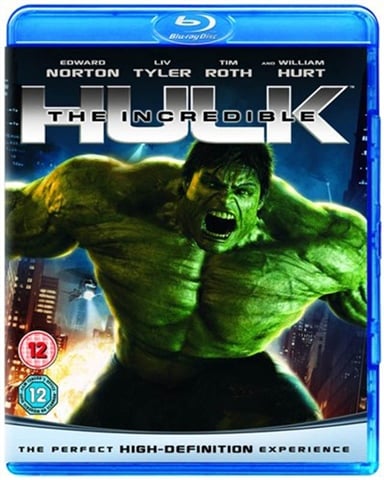 Blu-ray Disc
EDWARD NORTON
LIV TYLER
TIM ROTH
AND WILLIAM HURT
THE INCREDIBLE
HULK™
12
12
THE PERFECT HIGH-DEFINITION EXPERIENCE